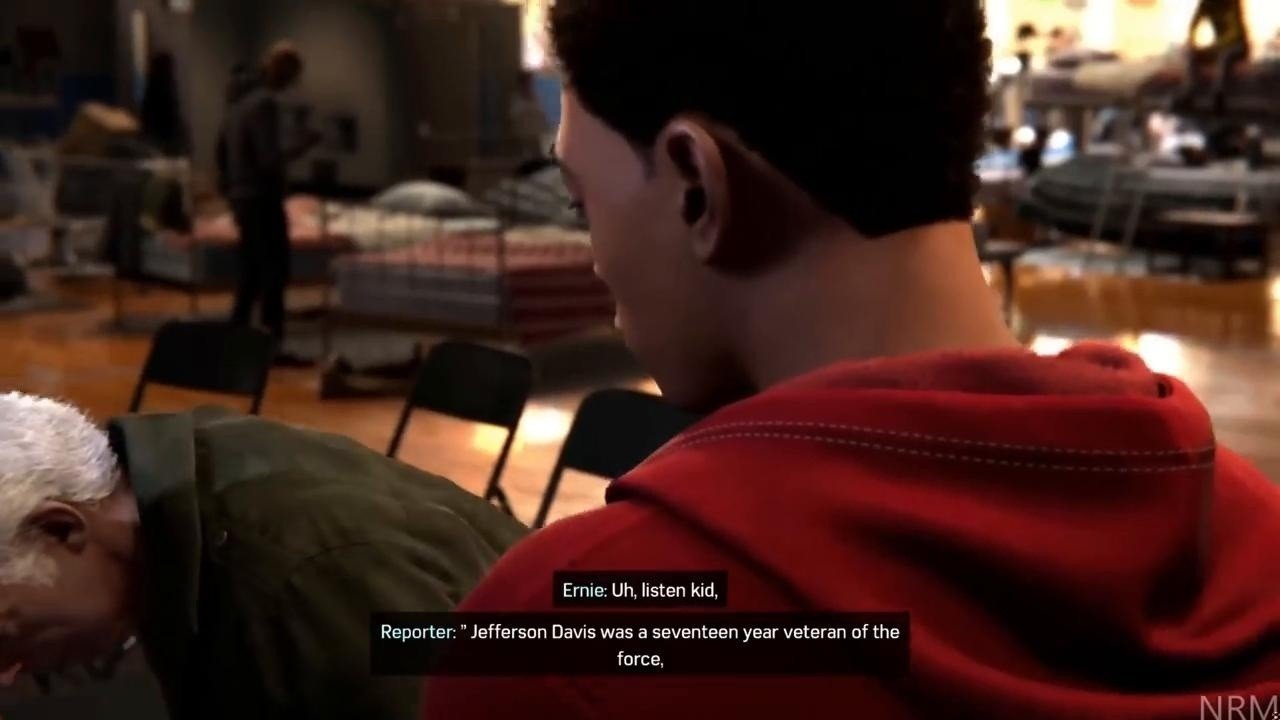 Ernie: Uh, listen kid,
Reporter: " Jefferson Davis was a seventeen year veteran of the
force,
NRM